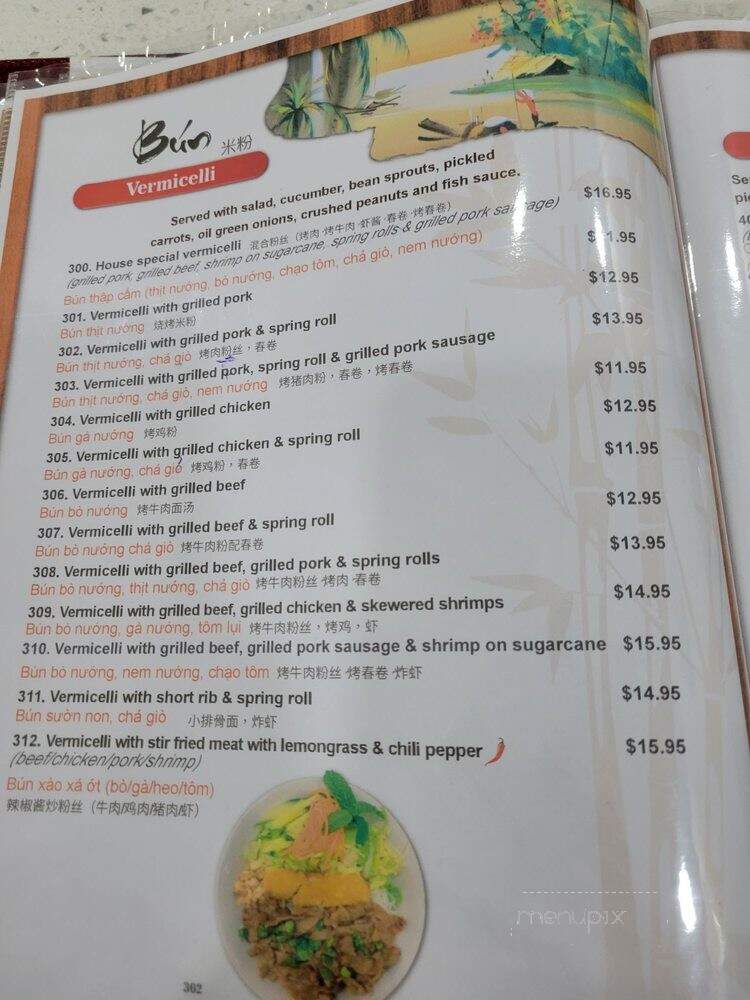 Bún 米粉
Vermicelli
Served with salad, cucumber, bean sprouts, pickled
carrots, oil green onions, crushed peanuts and fish sauce.
300. House special vermicelli 混合粉丝（烤肉·烤牛肉·虾酱·春卷·烤春卷） $16.95
(grilled pork, grilled beef, shrimp on sugarcane, spring rolls & grilled pork sausage)
Bún thập cẩm (thịt nướng, bò nướng, chạo tôm, chả giò, nem nướng)
301. Vermicelli with grilled pork
Bún thịt nướng 烧烤米粉
302. Vermicelli with grilled pork & spring roll $12.95
Bún thịt nướng, chả giò 烤肉粉丝，春卷
303. Vermicelli with grilled pork, spring roll & grilled pork sausage $13.95
Bún thịt nướng, chả giò, nem nướng 烤猪肉粉，春卷，烤春卷
304. Vermicelli with grilled chicken $11.95
Bún gà nướng 烤鸡粉
305. Vermicelli with grilled chicken & spring roll $12.95
Bún gà nướng, chả giò 烤鸡粉，春卷
306. Vermicelli with grilled beef $11.95
Bún bò nướng 烤牛肉面汤
307. Vermicelli with grilled beef & spring roll $12.95
Bún bò nướng chả giò 烤牛肉粉配春卷
308. Vermicelli with grilled beef, grilled pork & spring rolls $13.95
Bún bò nướng, thịt nướng, chả giò 烤牛肉粉丝·烤肉·春卷
309. Vermicelli with grilled beef, grilled chicken & skewered shrimps $14.95
Bún bò nướng, gà nướng, tôm lụi 烤牛肉粉丝，烤鸡，虾
310. Vermicelli with grilled beef, grilled pork sausage & shrimp on sugarcane $15.95
Bún bò nướng, nem nướng, chạo tôm 烤牛肉粉丝·烤春卷·炸虾
311. Vermicelli with short rib & spring roll $14.95
Bún sườn non, chả giò 小排骨面，炸虾
312. Vermicelli with stir fried meat with lemongrass & chili pepper $15.95
(beef/chicken/pork/shrimp)
Bún xào xả ớt (bò/gà/heo/tôm)
辣椒酱炒粉丝（牛肉/鸡肉/猪肉/虾）
menupix
302